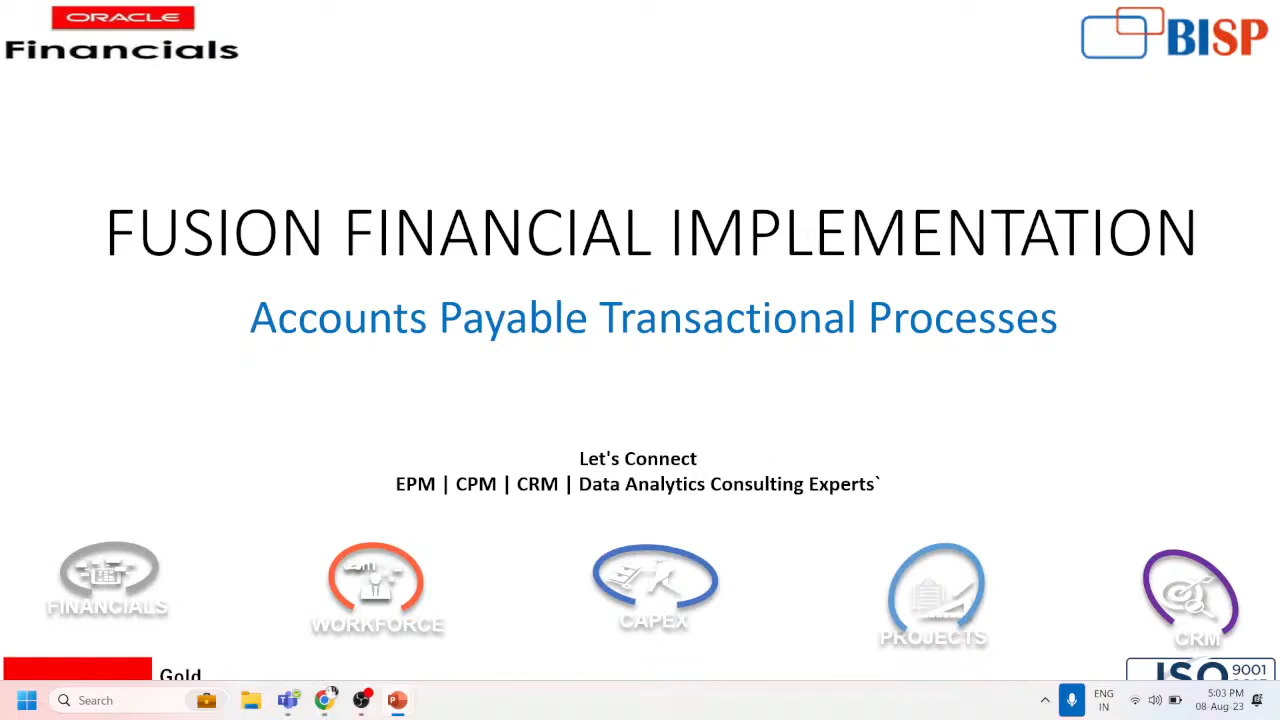 ORACLE
Financials
BISP
FUSION FINANCIAL IMPLEMENTATION
Accounts Payable Transactional Processes
Let's Connect
EPM | CPM | CRM | Data Analytics Consulting Experts`
FINANCIALS
WORKFORCE
CAPEX
PROJECTS
CRM
Gold
ISO 9001
Search
ENG
IN
5:03 PM
08-Aug-23